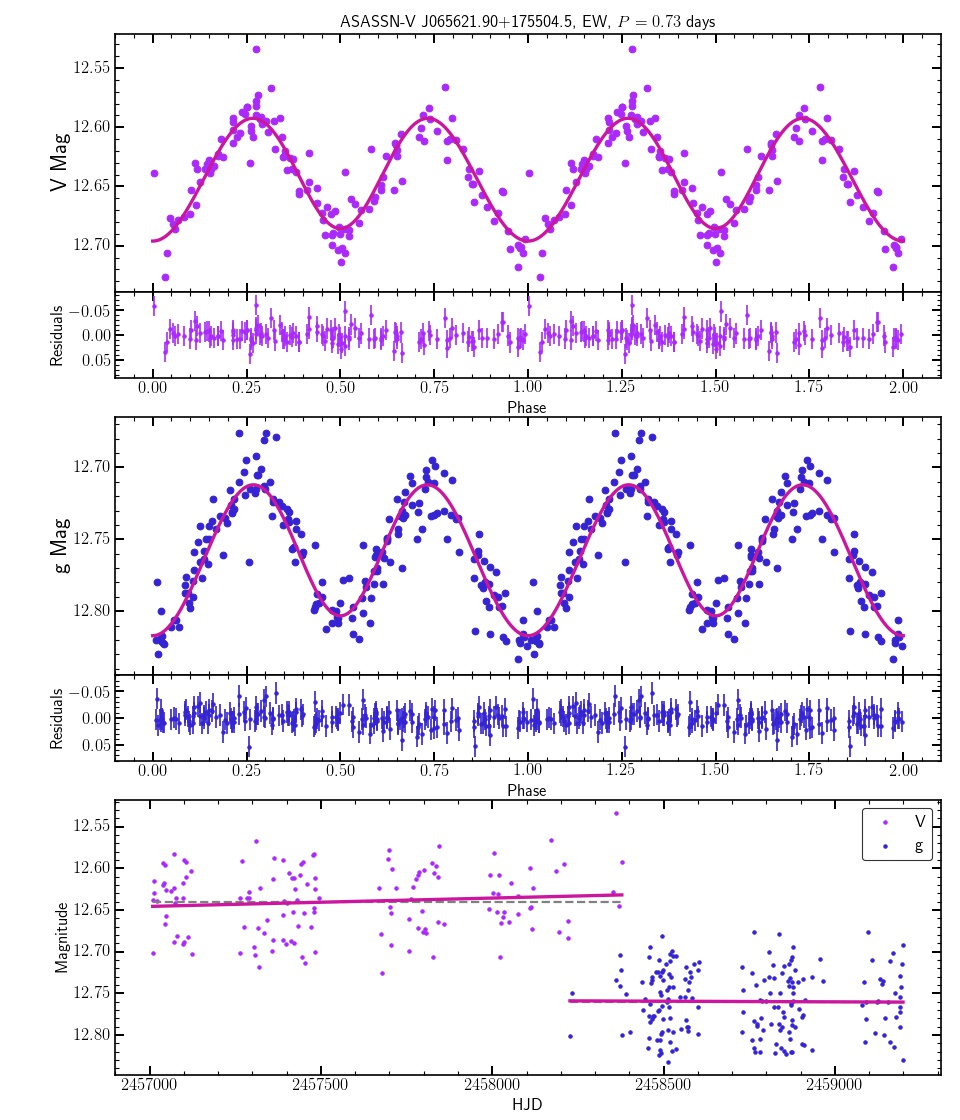 ASASSN-V J065621.90+175504.5, EW, P = 0.73 days
12.55
12.60
12.65
12.70
V Mag
−0.05
0.00
0.05
Residuals
0.00 0.25 0.50 0.75 1.00 1.25 1.50 1.75 2.00
Phase
12.70
12.75
12.80
g Mag
−0.05
0.00
0.05
Residuals
0.00 0.25 0.50 0.75 1.00 1.25 1.50 1.75 2.00
Phase
V
g
12.55
12.60
12.65
12.70
12.75
12.80
Magnitude
2457000 2457500 2458000 2458500 2459000
HJD